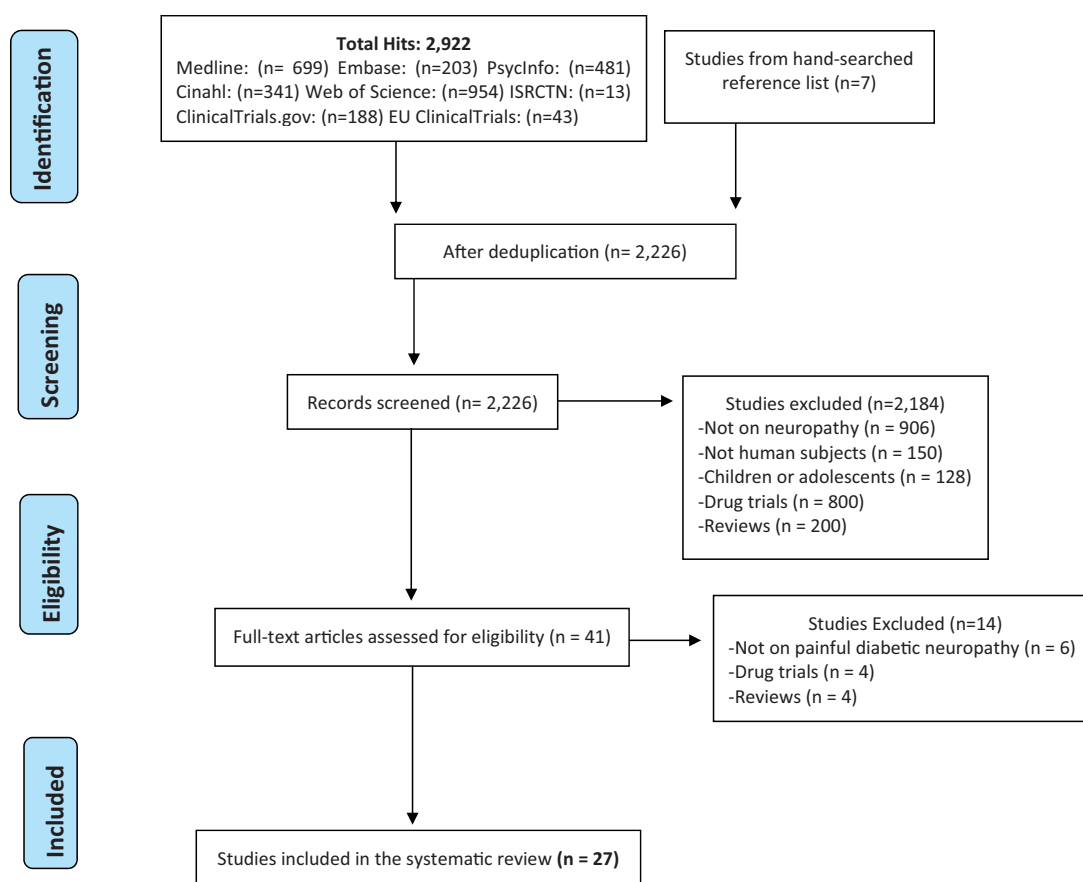 Identification
Total Hits: 2,922
Medline: (n= 699) Embase: (n=203) PsycInfo: (n=481)
Cinahl: (n=341) Web of Science: (n=954) ISRCTN: (n=13)
ClinicalTrials.gov: (n=188) EU ClinicalTrials: (n=43)
Studies from hand-searched
reference list (n=7)
After deduplication (n= 2,226)
Screening
Records screened (n= 2,226)
Studies excluded (n=2,184)
-Not on neuropathy (n = 906)
-Not human subjects (n = 150)
-Children or adolescents (n = 128)
-Drug trials (n = 800)
-Reviews (n = 200)
Eligibility
Full-text articles assessed for eligibility (n = 41)
Studies Excluded (n=14)
-Not on painful diabetic neuropathy (n = 6)
-Drug trials (n = 4)
-Reviews (n = 4)
Included
Studies included in the systematic review (n = 27)